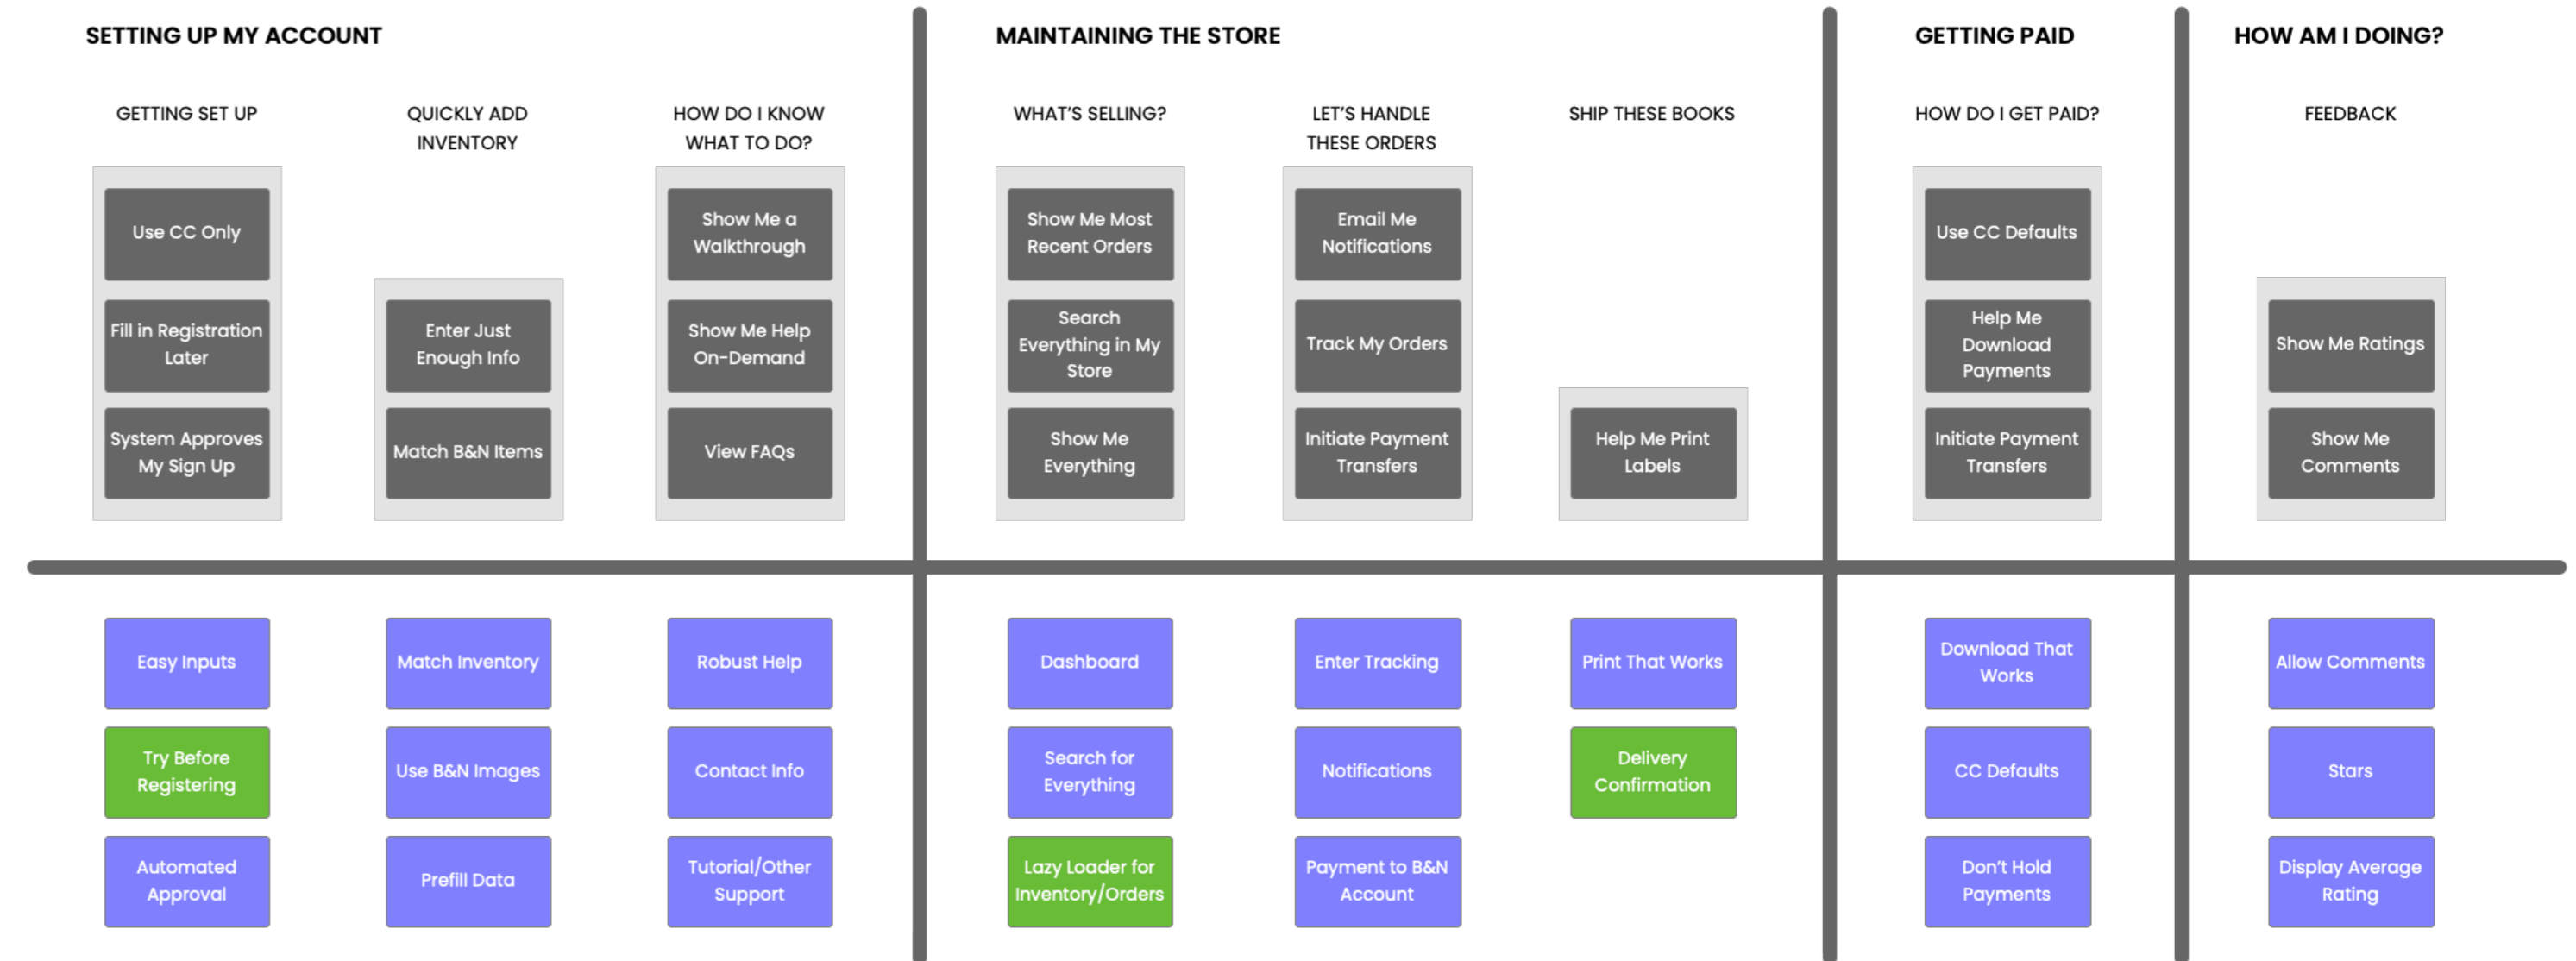 SETTING UP MY ACCOUNT
MAINTAINING THE STORE
GETTING PAID
HOW AM I DOING?
GETTING SET UP
QUICKLY ADD
INVENTORY
HOW DO I KNOW
WHAT TO DO?
WHAT'S SELLING?
LET'S HANDLE
THESE ORDERS
SHIP THESE BOOKS
HOW DO I GET PAID?
FEEDBACK
Use CC Only
Fill in Registration
Later
System Approves
My Sign Up
Enter Just
Enough Info
Match B&N Items
Show Me a
Walkthrough
Show Me Help
On-Demand
View FAQs
Show Me Most
Recent Orders
Search
Everything in My
Store
Show Me
Everything
Email Me
Notifications
Track My Orders
Initiate Payment
Transfers
Help Me Print
Labels
Use CC Defaults
Help Me
Download
Payments
Initiate Payment
Transfers
Show Me Ratings
Show Me
Comments
Easy Inputs
Try Before
Registering
Automated
Approval
Match Inventory
Use B&N Images
Prefill Data
Robust Help
Contact Info
Tutorial/Other
Support
Dashboard
Search for
Everything
Lazy Loader for
Inventory/Orders
Enter Tracking
Notifications
Payment to B&N
Account
Print That Works
Delivery
Confirmation
Download That
Works
CC Defaults
Don't Hold
Payments
Allow Comments
Stars
Display Average
Rating